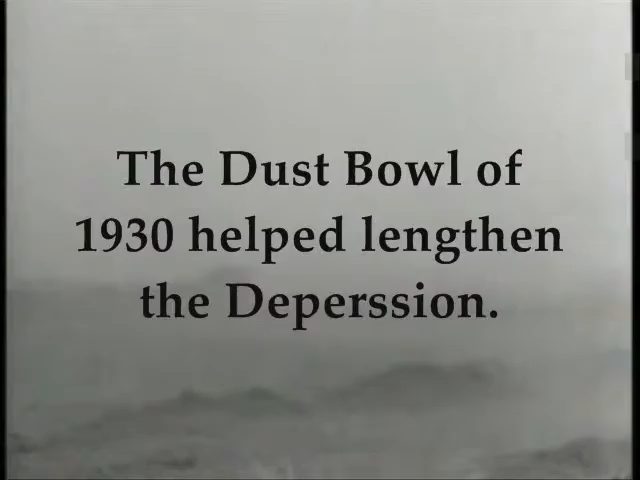 The Dust Bowl of
1930 helped lengthen
the Deperssion.